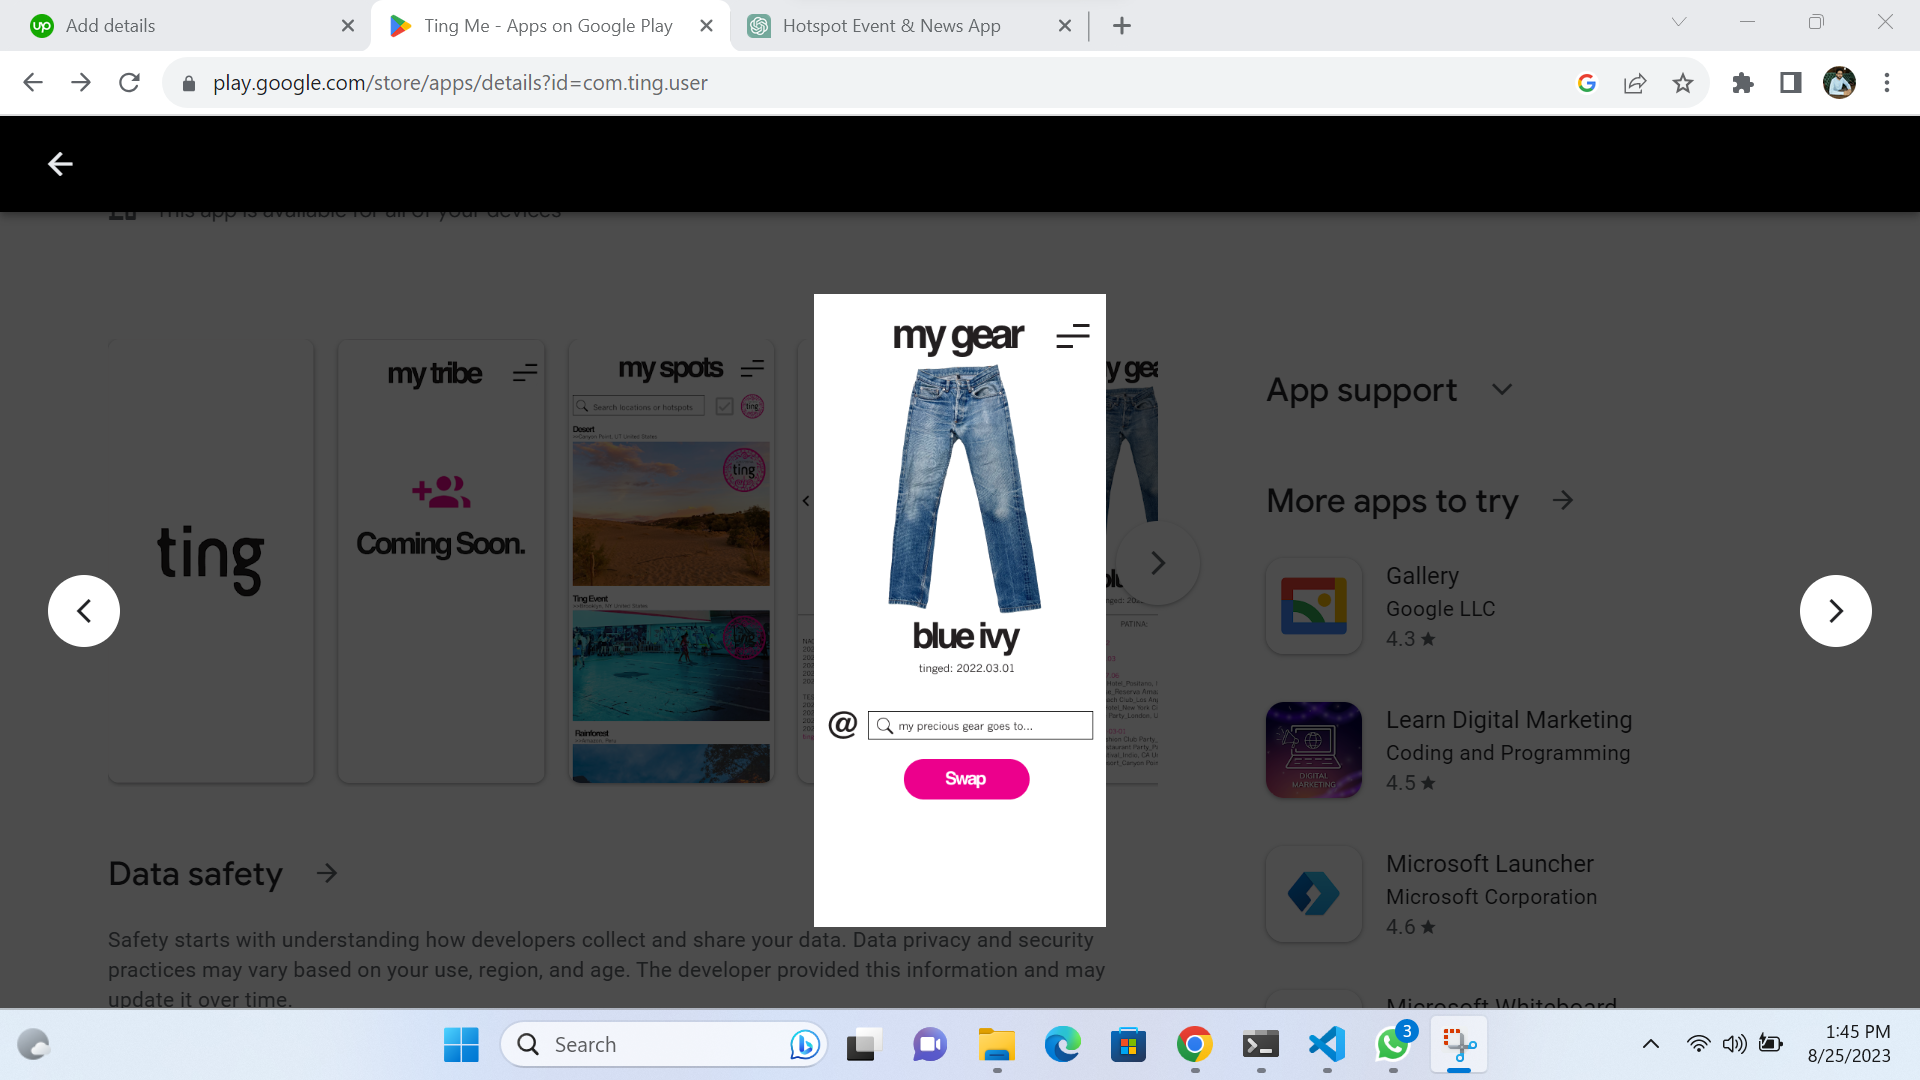 Add details
Ting Me - Apps on Google Play
Hotspot Event & News App
play.google.com/store/apps/details?id=com.ting.user
This app is available for all of your devices
ting
my tribe
Coming Soon.
my spots
Search locations or hotspots
Desert
ting
Ting Event
Rainforest
my gear
blue ivy
tinged: 2022.03.01
@
my precious gear goes to...
Swap
y gea
PATINA:
App support
More apps to try
Gallery
Google LLC
4.3
DIGITAL
MARKETING
Learn Digital Marketing
Coding and Programming
4.5
Microsoft Launcher
Microsoft Corporation
4.6
Microsoft Whiteboard
Data safety
Safety starts with understanding how developers collect and share your data. Data privacy and security
practices may vary based on your use, region, and age. The developer provided this information and may
update it over time.
Search
3
1:45 PM
8/25/2023